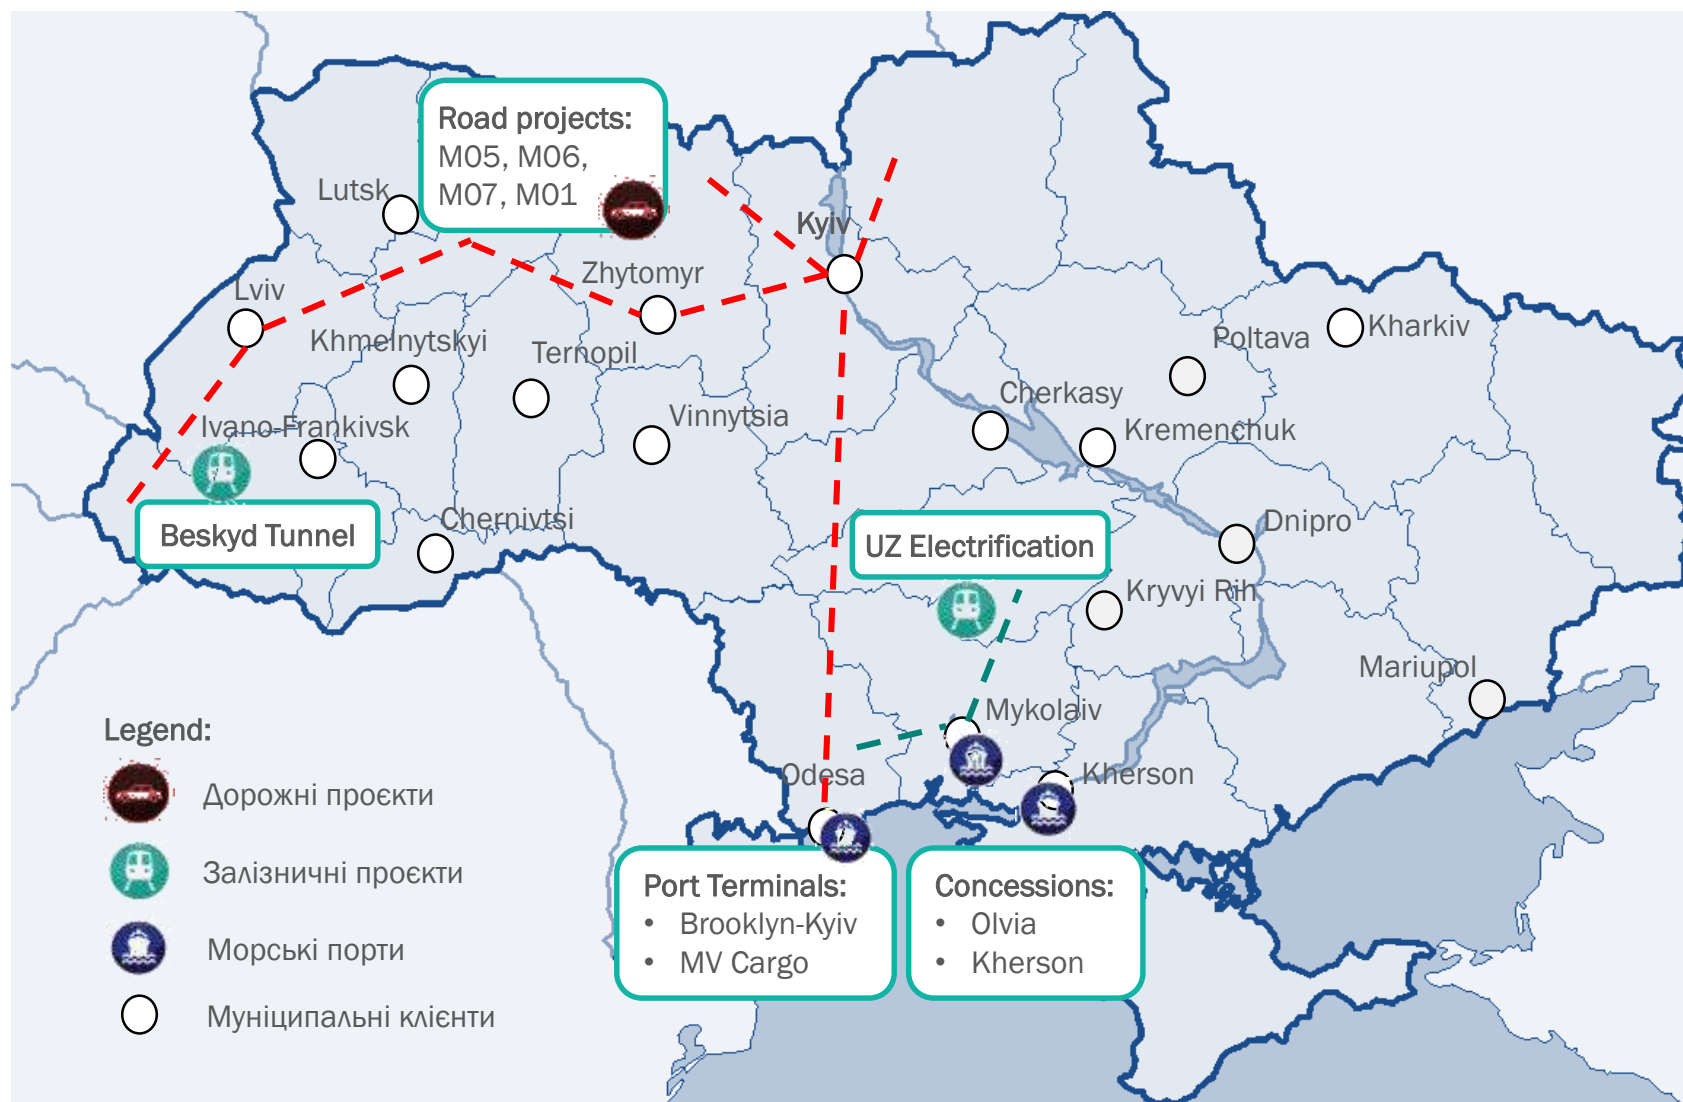 Road projects:
M05, M06,
M07, M01
Lutsk
Kyiv
Zhytomyr
Lviv
Khmelnytskyi
Ternopil
Poltava
Kharkiv
Cherkasy
Ivano-Frankivsk
Vinnytsia
Kremenchuk
Chernivtsi
Dnipro
Beskyd Tunnel
UZ Electrification
Kryvyi Rih
Mariupol
Mykolaiv
Odesa
Kherson
Legend:
Дорожні проєкти
Залізничні проєкти
Морські порти
Муніципальні клієнти
Port Terminals:
• Brooklyn-Kyiv
• MV Cargo
Concessions:
• Olvia
• Kherson